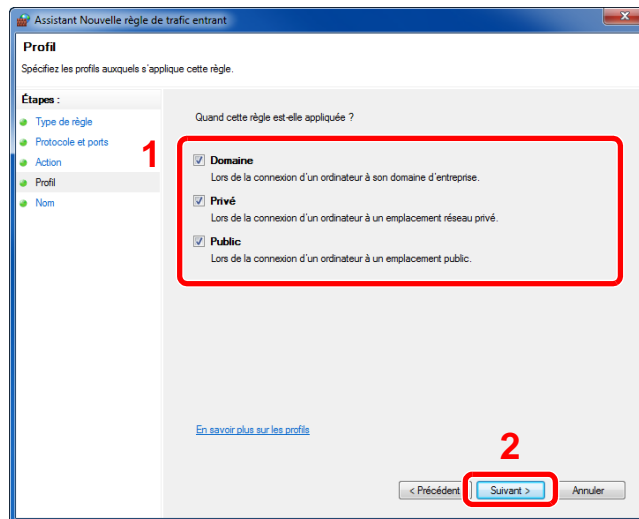 Assistant Nouvelle règle de trafic entrant
Profil
Spécifiez les profils auxquels s'applique cette règle.
Étapes :
Type de règle
Protocole et ports
Action
Profil
Nom
Quand cette règle est-elle appliquée ?
1
Domaine
Lors de la connexion d'un ordinateur à son domaine d'entreprise.
Privé
Lors de la connexion d'un ordinateur à un emplacement réseau privé.
Public
Lors de la connexion d'un ordinateur à un emplacement public.
En savoir plus sur les profils
2
< Précédent
Suivant >
Annuler